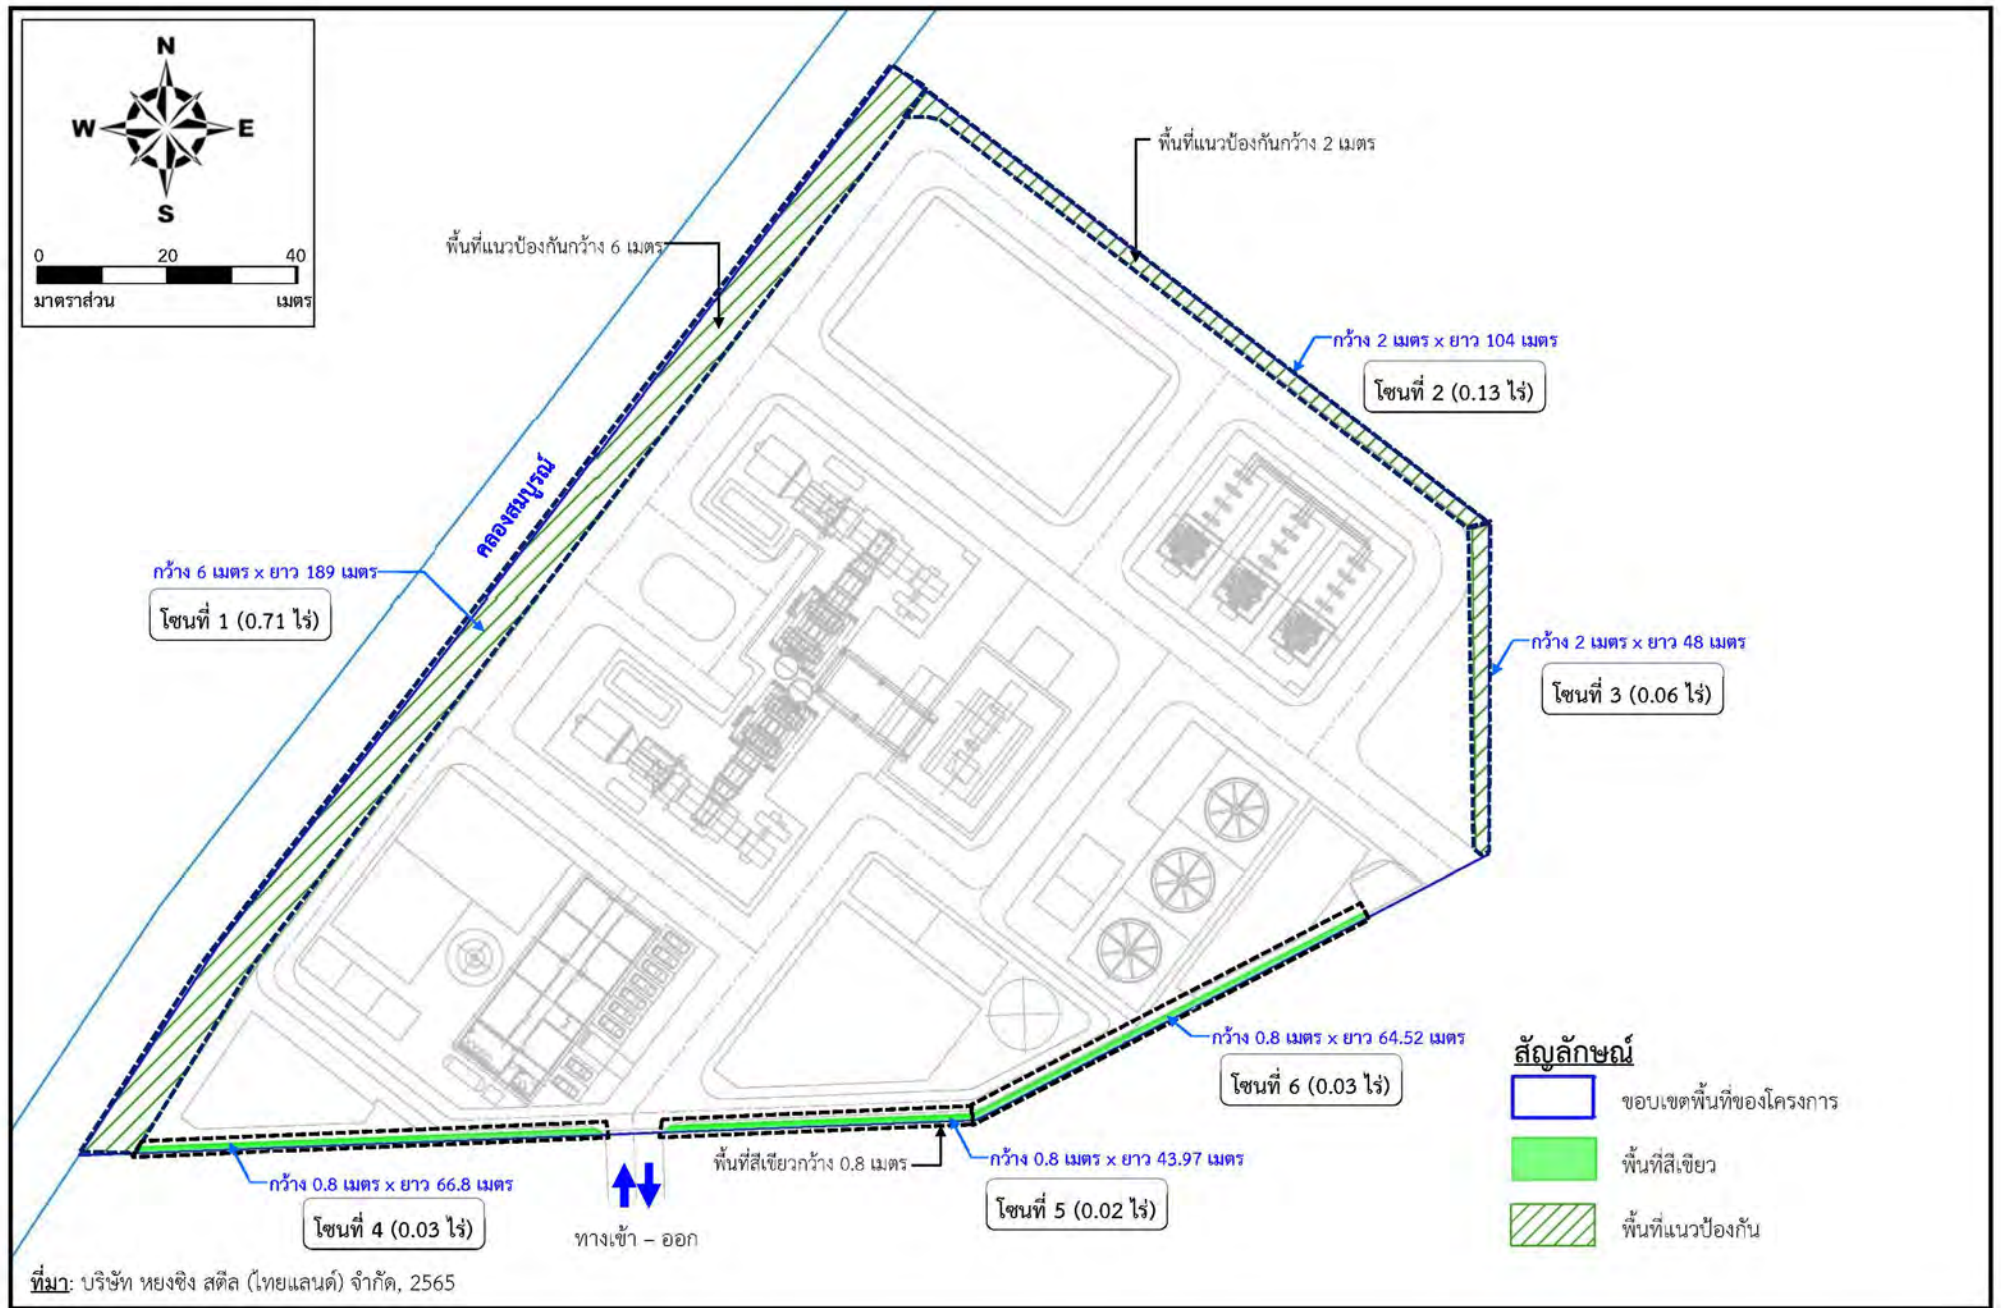 N
W E
S
0 20 40
มาตราส่วน เมตร
พื้นที่แนวป้องกันกว้าง 2 เมตร
พื้นที่แนวป้องกันกว้าง 6 เมตร
กว้าง 2 เมตร x ยาว 104 เมตร
โซนที่ 2 (0.13 ไร่)
คลองสมบูรณ์
กว้าง 6 เมตร x ยาว 189 เมตร
โซนที่ 1 (0.71 ไร่)
กว้าง 2 เมตร x ยาว 48 เมตร
โซนที่ 3 (0.06 ไร่)
กว้าง 0.8 เมตร x ยาว 64.52 เมตร
โซนที่ 6 (0.03 ไร่)
สัญลักษณ์
ขอบเขตพื้นที่ของโครงการ
พื้นที่สีเขียว
พื้นที่แนวป้องกัน
พื้นที่สีเขียวกว้าง 0.8 เมตร
กว้าง 0.8 เมตร x ยาว 43.97 เมตร
โซนที่ 5 (0.02 ไร่)
กว้าง 0.8 เมตร x ยาว 66.8 เมตร
โซนที่ 4 (0.03 ไร่)
ทางเข้า – ออก
ที่มา: บริษัท หยงซิง สตีล (ไทยแลนด์) จำกัด, 2565